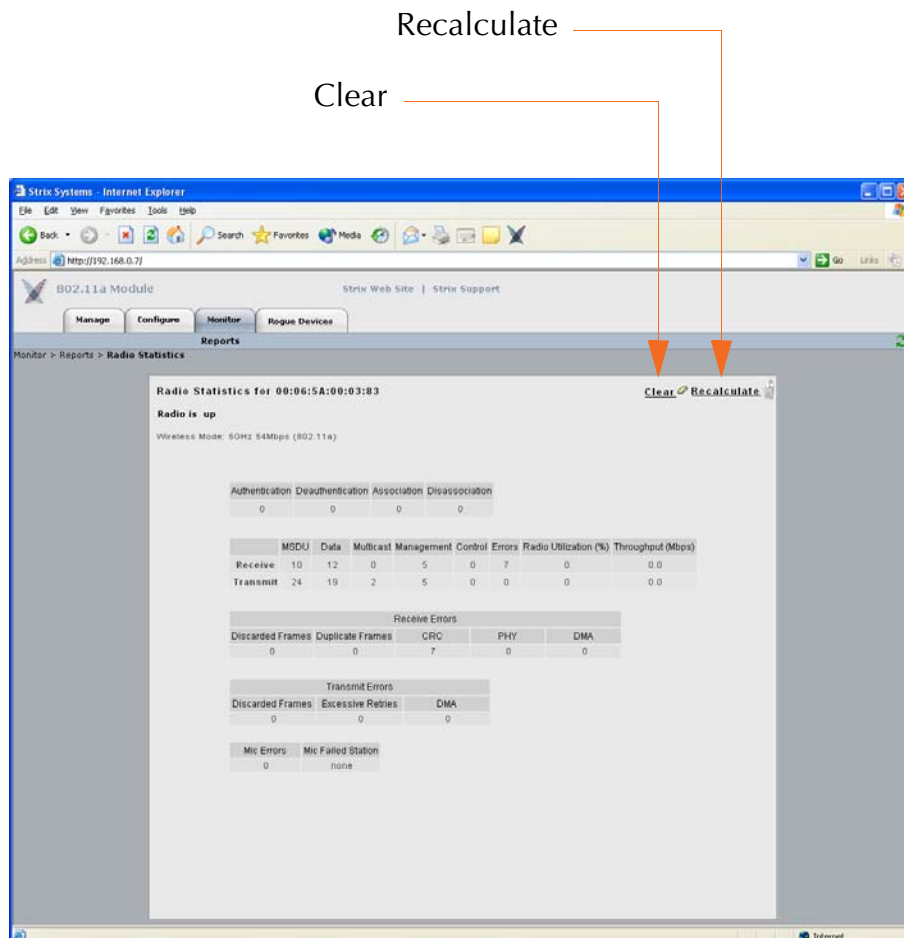 Recalculate
Clear
Strix Systems - Internet Explorer
File Edit View Favorites Tools Help
Back Search Favorites Media
Address http://192.168.0.7/ Go Links
802.11a Module Strix Web Site | Strix Support
Manage Configure Monitor Rogue Devices
Reports
Monitor > Reports > Radio Statistics
Radio Statistics for 00:06:5A:00:03:83 Clear Recalculate
Radio is up
Wireless Mode: 5GHz 54Mbps (802.11a)
Authentication Deauthentication Association Disassociation
0 0 0 0
MSDU Data Multicast Management Control Errors Radio Utilization (%) Throughput (Mbps)
Receive 10 12 0 5 0 7 0 0.0
Transmit 24 19 2 5 0 0 0 0.0
Receive Errors
Discarded Frames Duplicate Frames CRC PHY DMA
0 0 7 0 0
Transmit Errors
Discarded Frames Excessive Retries DMA
0 0 0
Mic Errors Mic Failed Station
0 none
Internet